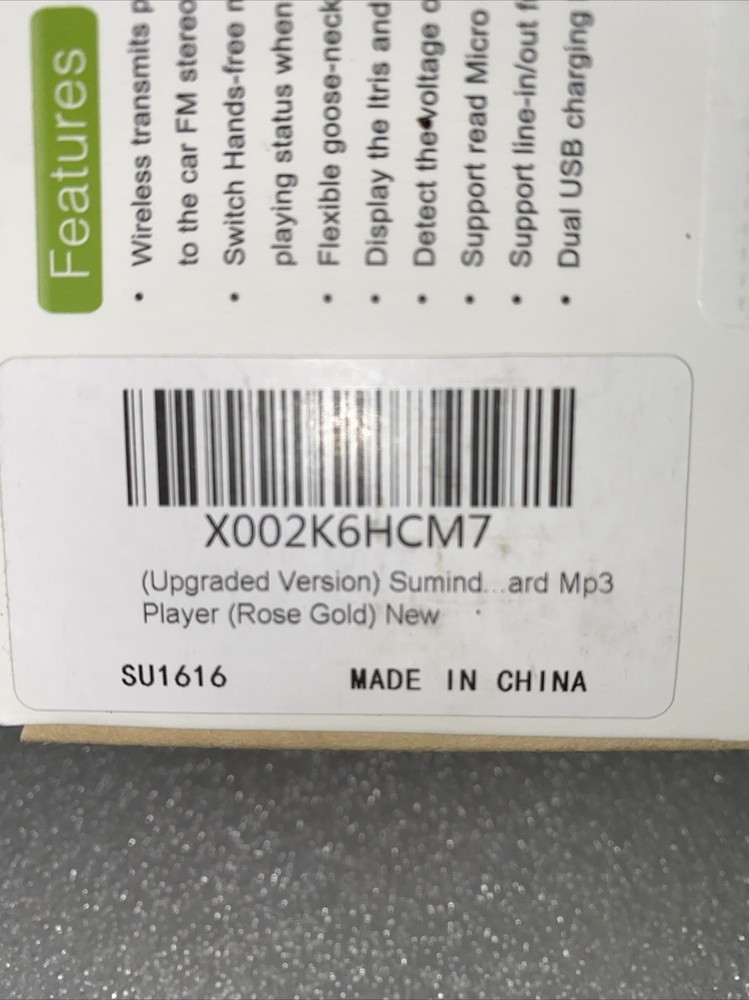 Features
• Wireless transmits
to the car FM stereo
• Switch Hands-free
playing status when
• Flexible goose-neck
• Display the Itris and
• Detect the voltage
• Support read Micro
• Support line-in/out
• Dual USB charging
X002K6HCM7
(Upgraded Version) Sumind...ard Mp3
Player (Rose Gold) New
SU1616 MADE IN CHINA